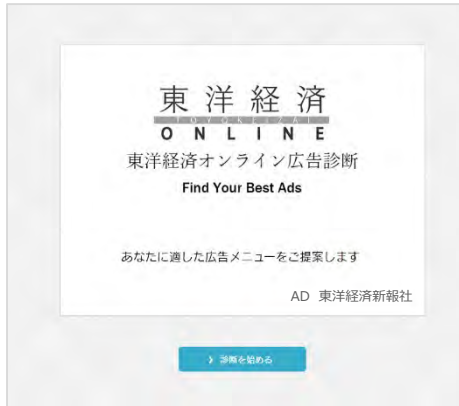 東洋経済
TOYOKEIZAI
ONLINE
東洋経済オンライン広告診断
Find Your Best Ads
あなたに適した広告メニューをご提案します
AD 東洋経済新報社
› 診断を始める